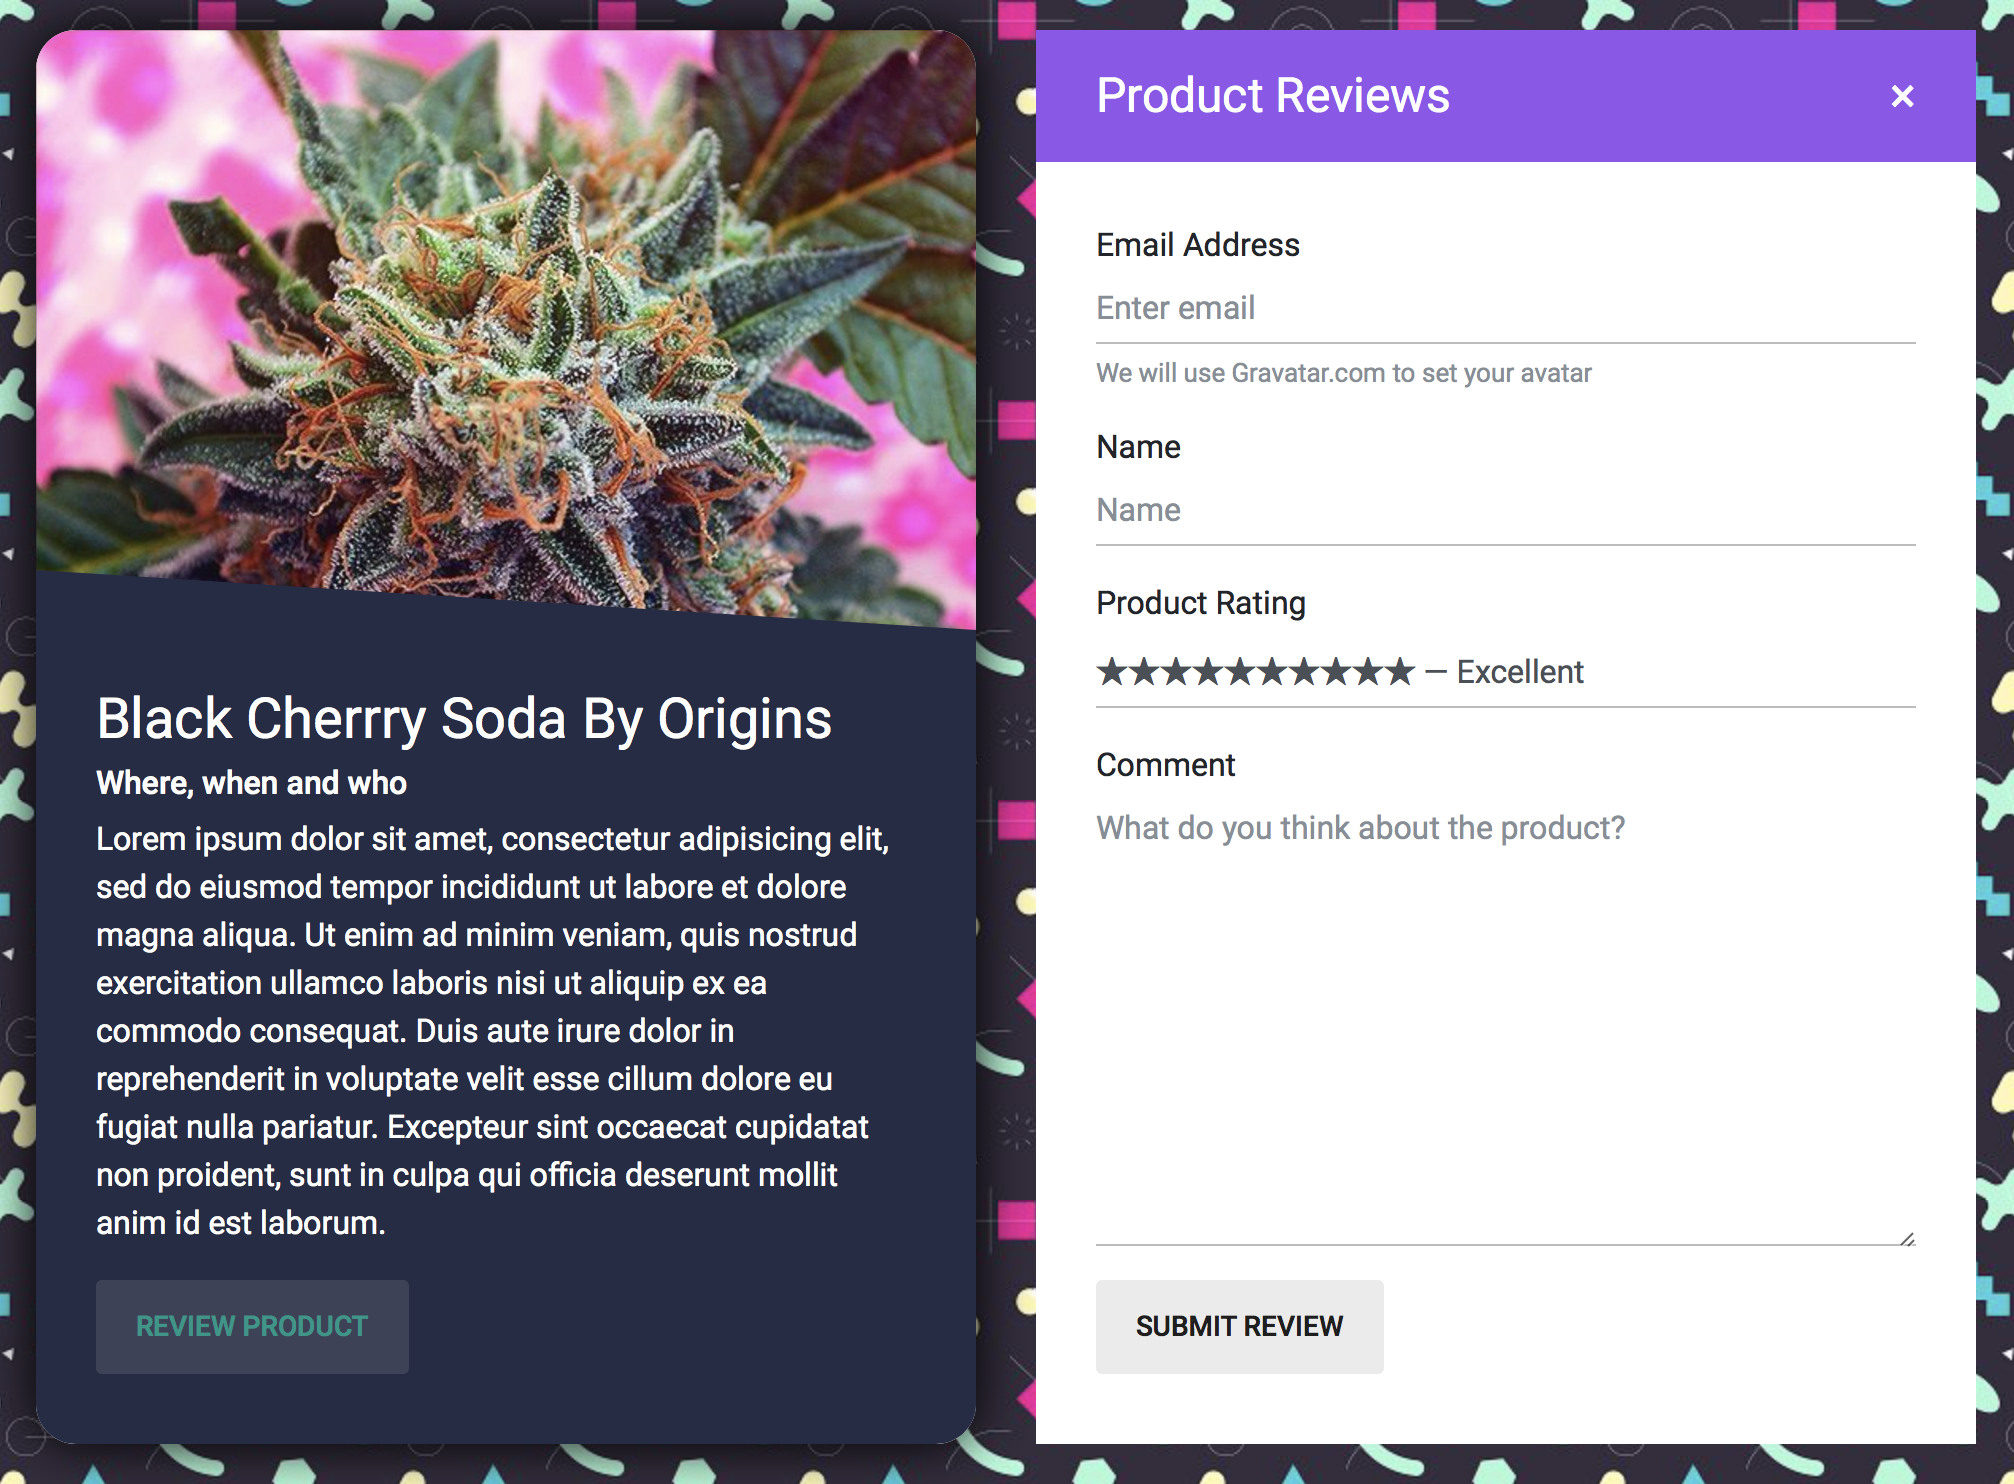 Black Cherrry Soda By Origins
Where, when and who
Lorem ipsum dolor sit amet, consectetur adipisicing elit,
sed do eiusmod tempor incididunt ut labore et dolore
magna aliqua. Ut enim ad minim veniam, quis nostrud
exercitation ullamco laboris nisi ut aliquip ex ea
commodo consequat. Duis aute irure dolor in
reprehenderit in voluptate velit esse cillum dolore eu
fugiat nulla pariatur. Excepteur sint occaecat cupidatat
non proident, sunt in culpa qui officia deserunt mollit
anim id est laborum.
REVIEW PRODUCT
Product Reviews ×
Email Address
Enter email
We will use Gravatar.com to set your avatar
Name
Name
Product Rating
★★★★★★★★★★ — Excellent
Comment
What do you think about the product?
SUBMIT REVIEW